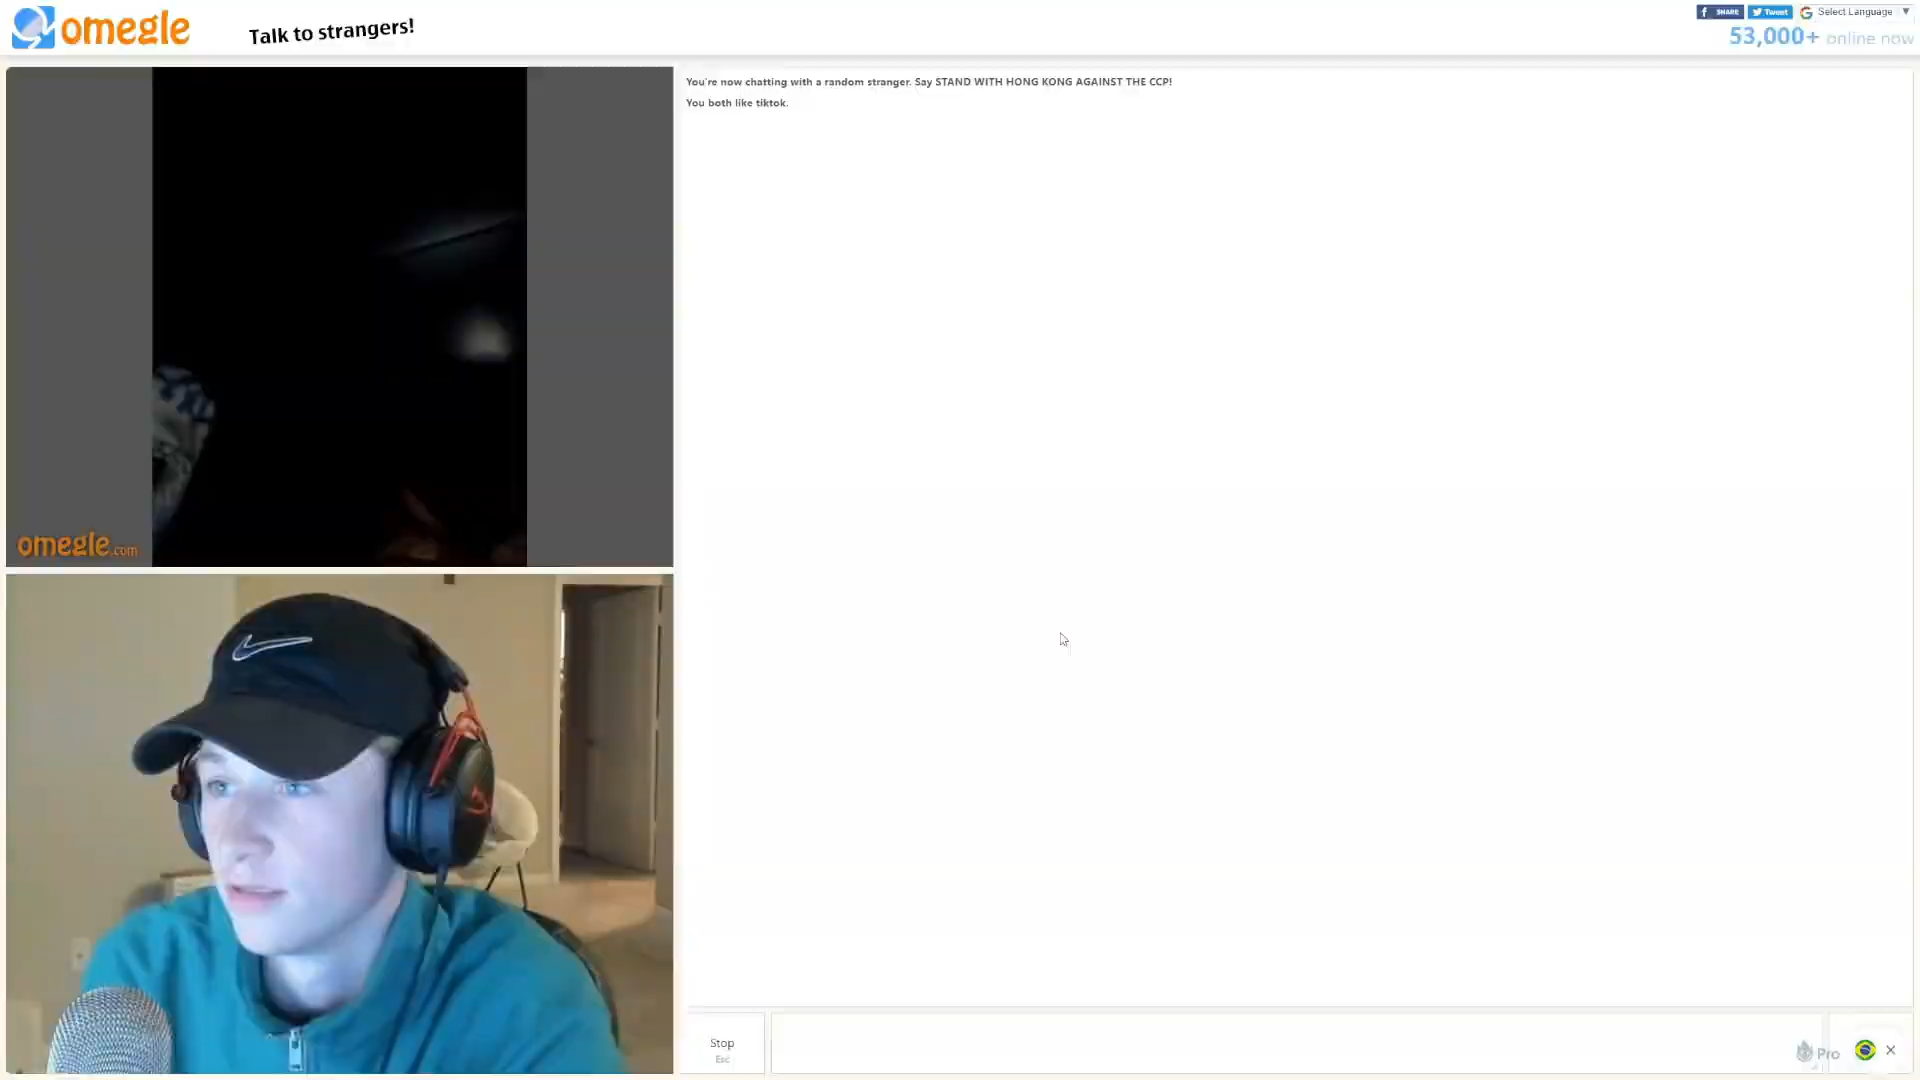 omegle
Talk to strangers!
SHARE
Tweet
Select Language
53,000+ online now
You're now chatting with a random stranger. Say STAND WITH HONG KONG AGAINST THE CCP!
You both like tiktok.
omegle.com
Stop
Esc
Pro